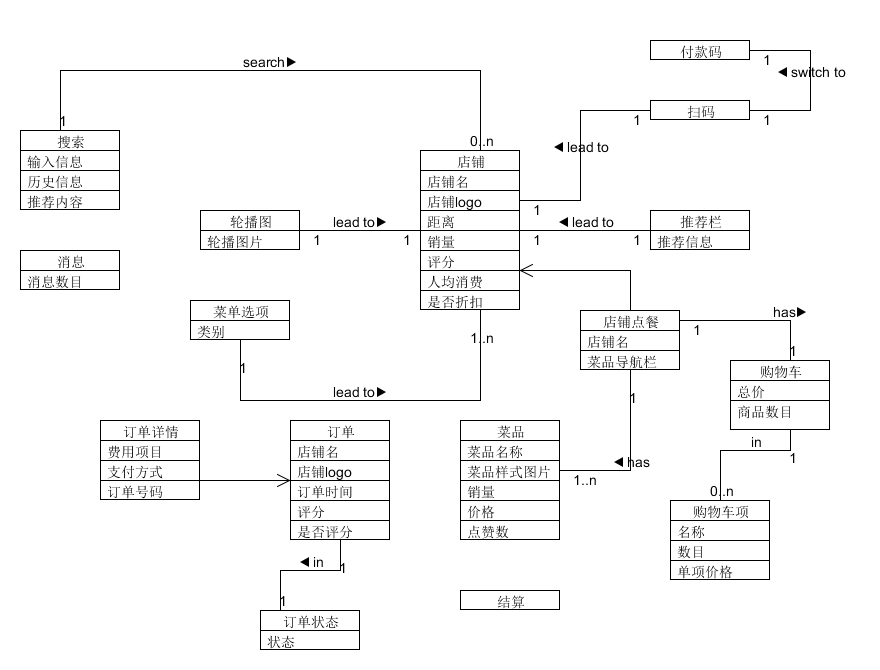 付款码
1
◀ switch to
扫码
1
1
search▶
1
0..n
◀ lead to
搜索
输入信息
历史信息
推荐内容
店铺
店铺名
店铺logo
距离
销量
评分
人均消费
是否折扣
1
轮播图
轮播图片
lead to▶
1
1
◀ lead to
1
1
推荐栏
推荐信息
消息
消息数目
菜单选项
类别
1
lead to▶
1..n
店铺点餐
店铺名
菜品导航栏
has▶
1
1
购物车
总价
商品数目
1
◀ has
1..n
in
1
0..n
订单详情
费用项目
支付方式
订单号码
订单
店铺名
店铺logo
订单时间
评分
是否评分
菜品
菜品名称
菜品样式图片
销量
价格
点赞数
购物车项
名称
数目
单项价格
◀ in
1
1
订单状态
状态
结算